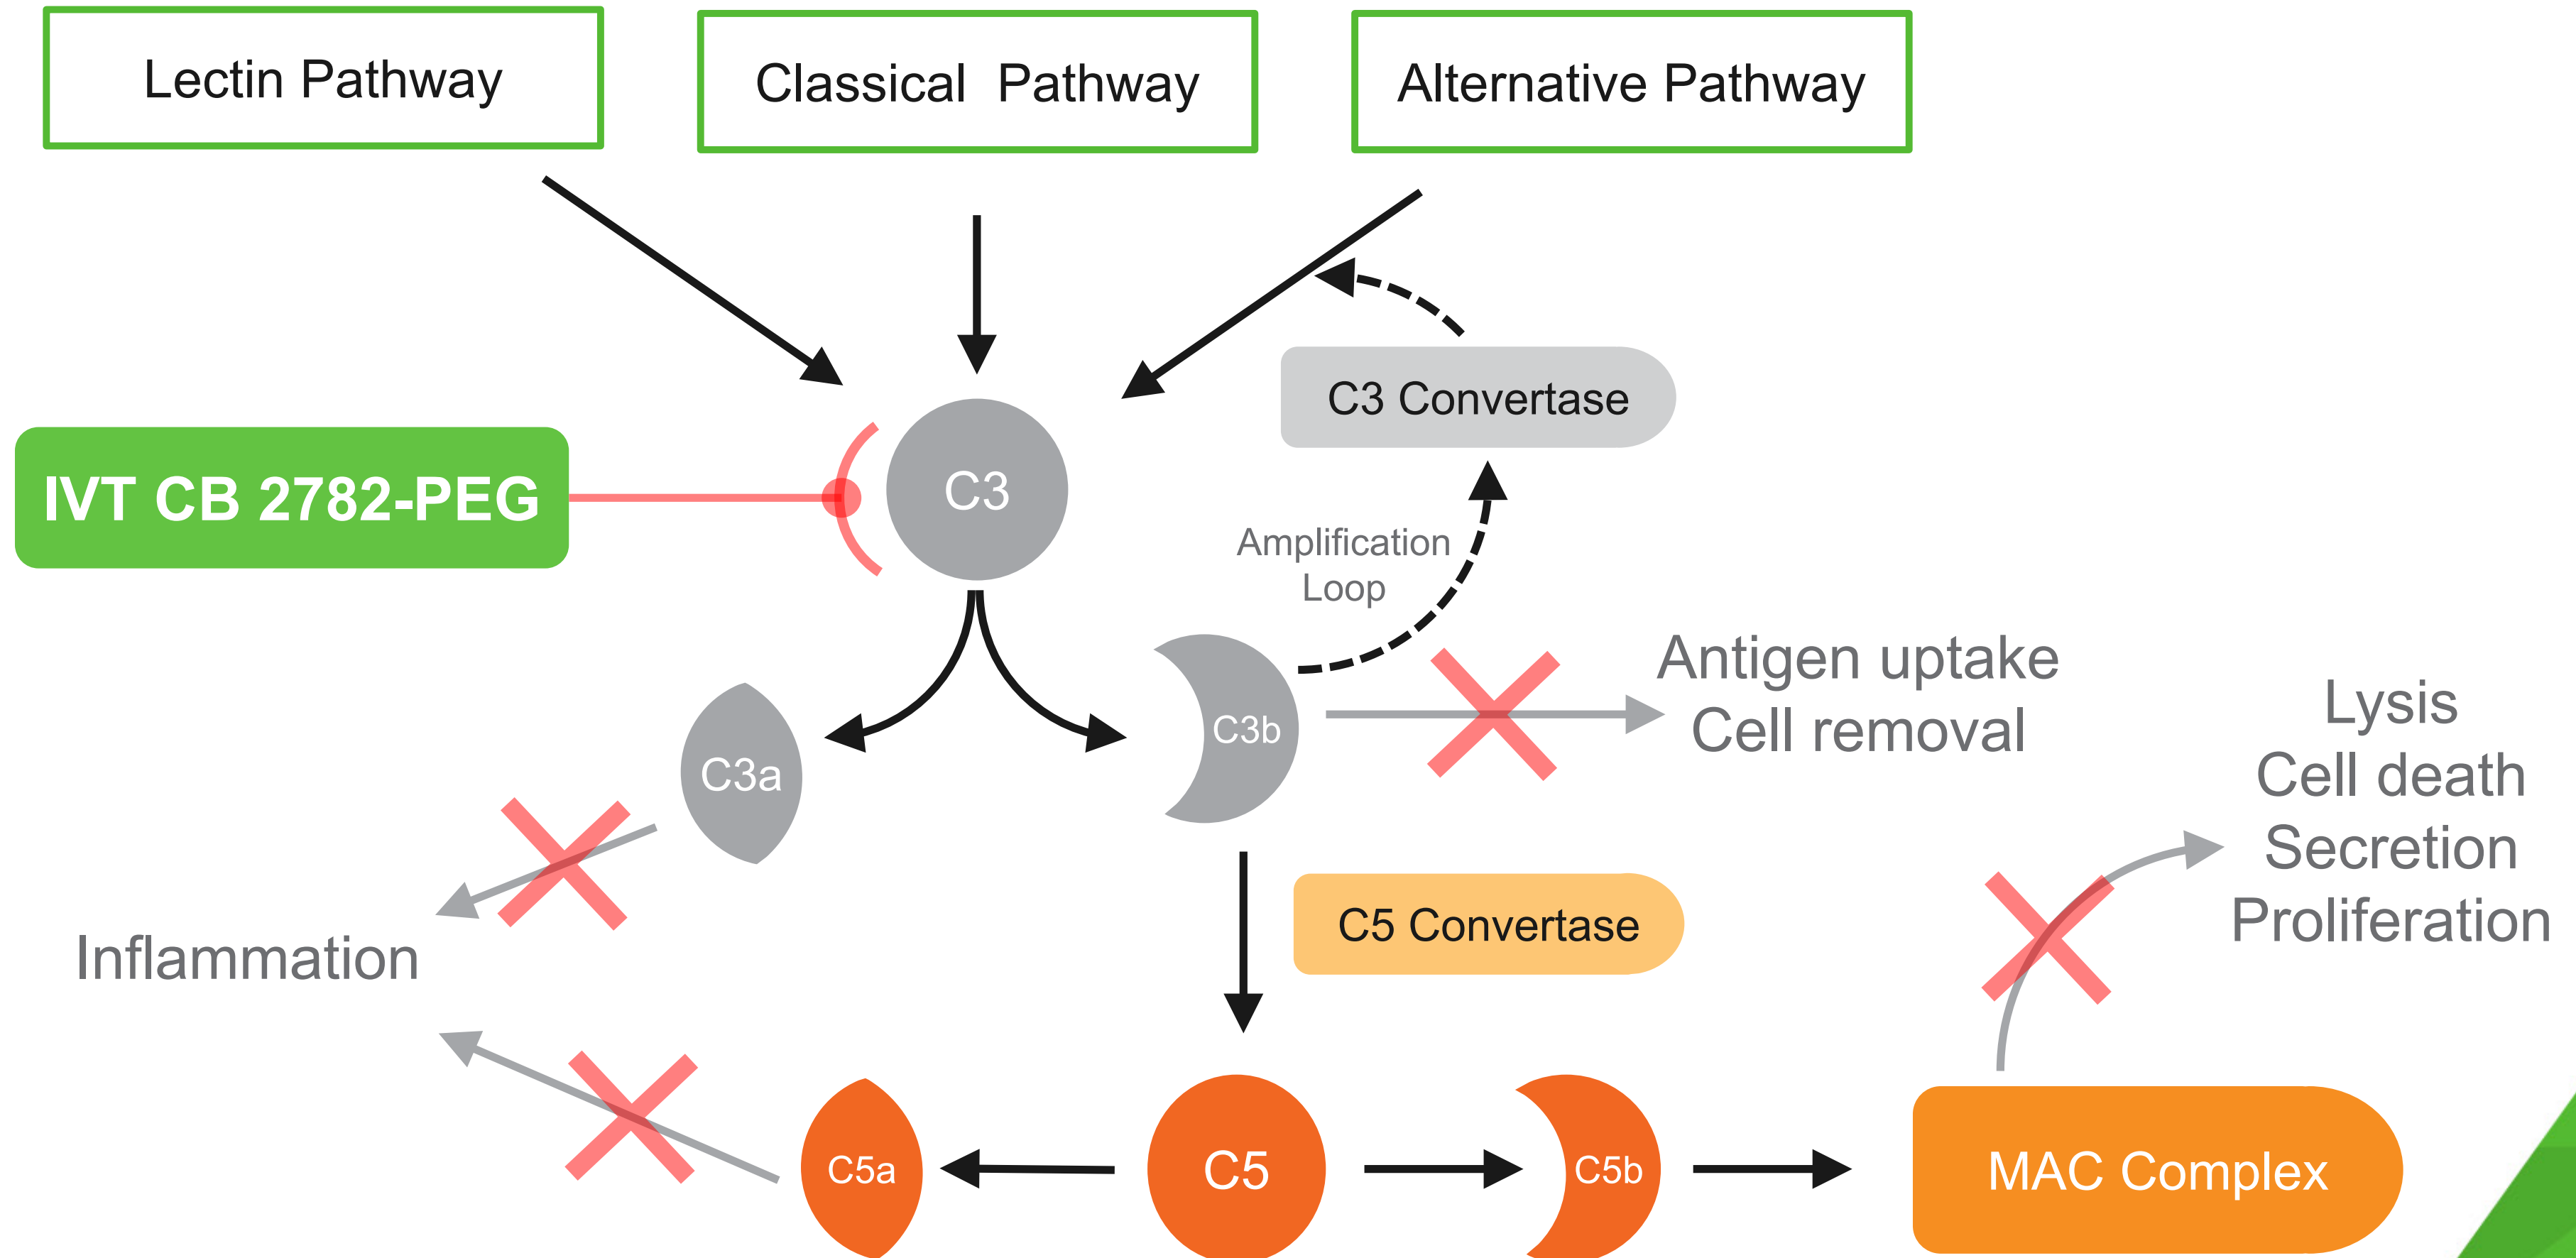 Lectin Pathway
Classical Pathway
Alternative Pathway
C3 Convertase
IVT CB 2782-PEG
C3
Amplification
Loop
Antigen uptake
Cell removal
C3b
C3a
Lysis
Cell death
Secretion
Proliferation
C5 Convertase
Inflammation
C5a
C5
C5b
MAC Complex